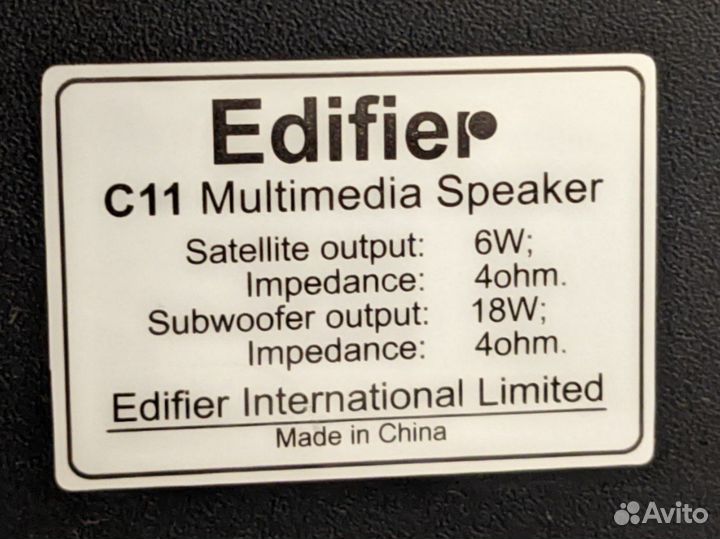 Edifier
C11 Multimedia Speaker
Satellite output: 6W;
Impedance: 4ohm.
Subwoofer output: 18W;
Impedance: 4ohm.
Edifier International Limited
Made in China
Avito